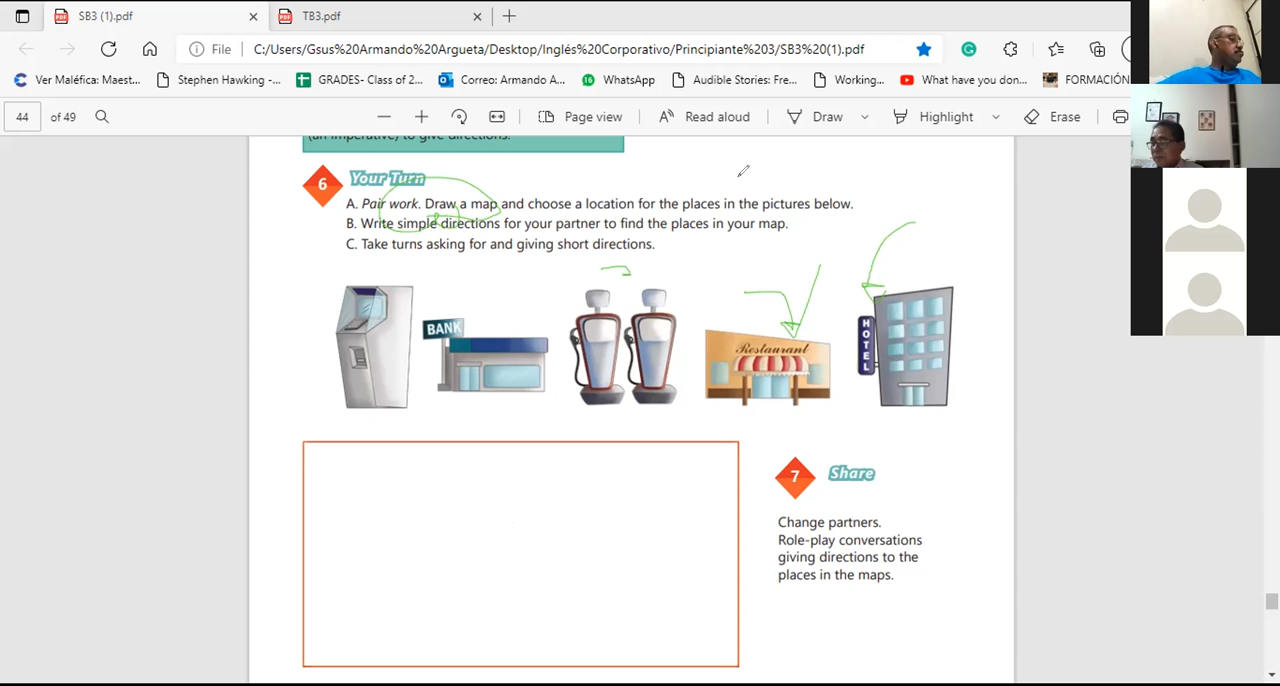 SB3 (1).pdf
TB3.pdf
File
C:/Users/Gsus%20Armando%20Argueta/Desktop/Inglés%20Corporativo/Principiante%203/SB3%20(1).pdf
Ver Maléfica: Maest...
Stephen Hawking -...
GRADES- Class of 2...
Correo: Armando A...
WhatsApp
Audible Stories: Fre...
Working...
What have you don...
FORMACIÓN
44 of 49
Page view
Read aloud
Draw
Highlight
Erase
(an imperative) to give directions.
6 Your Turn
A. Pair work. Draw a map and choose a location for the places in the pictures below.
B. Write simple directions for your partner to find the places in your map.
C. Take turns asking for and giving short directions.
BANK
Restaurant
HOTEL
7 Share
Change partners.
Role-play conversations
giving directions to the
places in the maps.